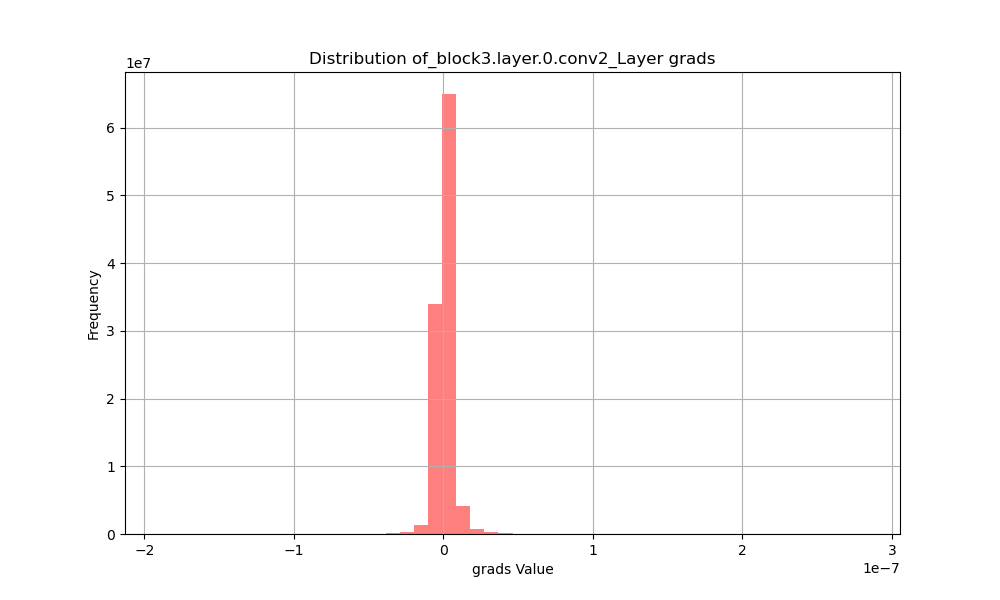 Distribution of_block3.layer.0.conv2_Layer grads
1e7
6
5
4
3
2
1
0
Frequency
−2
−1
0
1
2
3
1e−7
grads Value